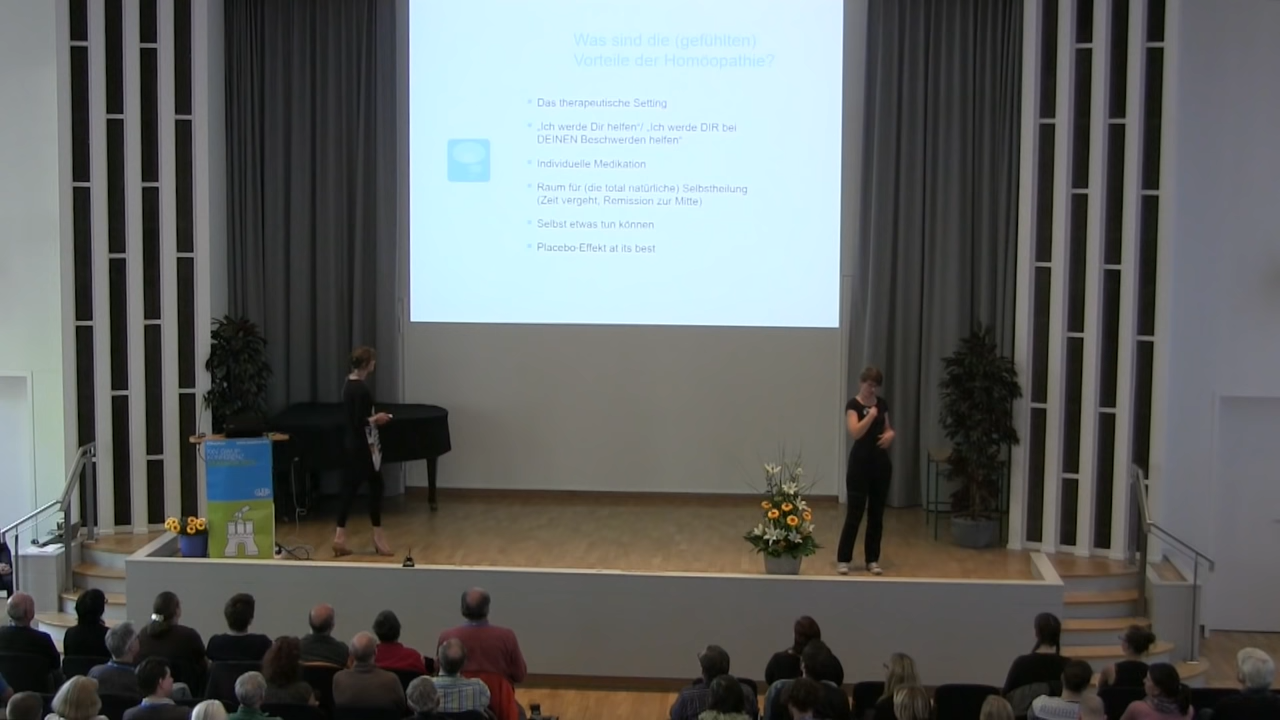 Was sind die (gefühlten)
Vorteile der Homöopathie?
Das therapeutische Setting
„Ich werde Dir helfen“/ „Ich werde DIR bei
DEINEN Beschwerden helfen“
Individuelle Medikation
Raum für (die total natürliche) Selbstheilung
(Zeit vergeht, Remission zur Mitte)
Selbst etwas tun können
Placebo-Effekt at its best